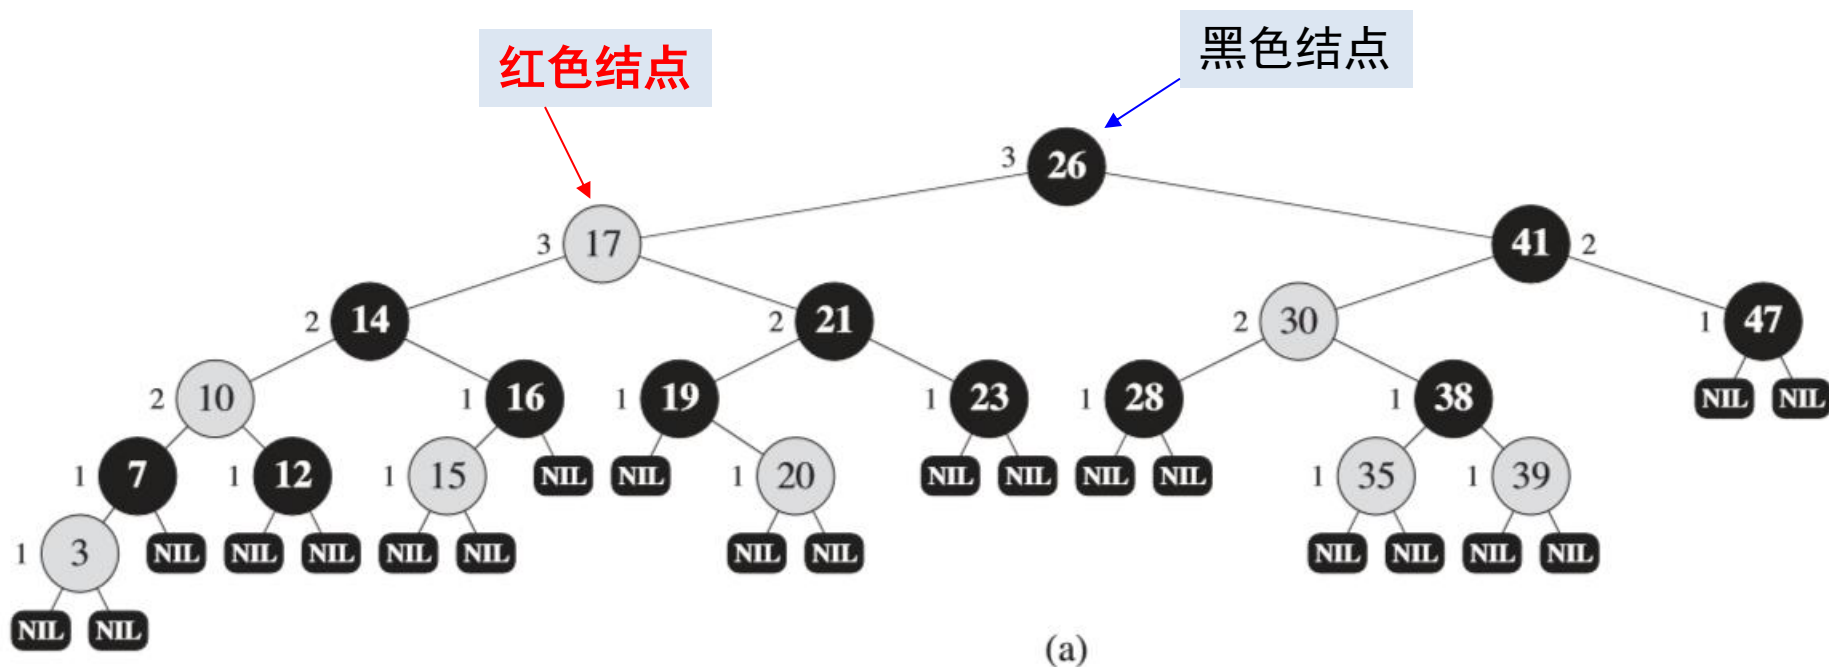 红色结点
黑色结点
3 26
3 17 41 2
2 14 2 21 2 30 1 47
2 10 1 16 1 19 1 23 1 28 1 38 NIL NIL
1 7 1 12 1 15 NIL NIL 1 20 NIL NIL NIL NIL 1 35 1 39
1 3 NIL NIL NIL NIL NIL NIL NIL NIL NIL NIL NIL
NIL NIL
(a)